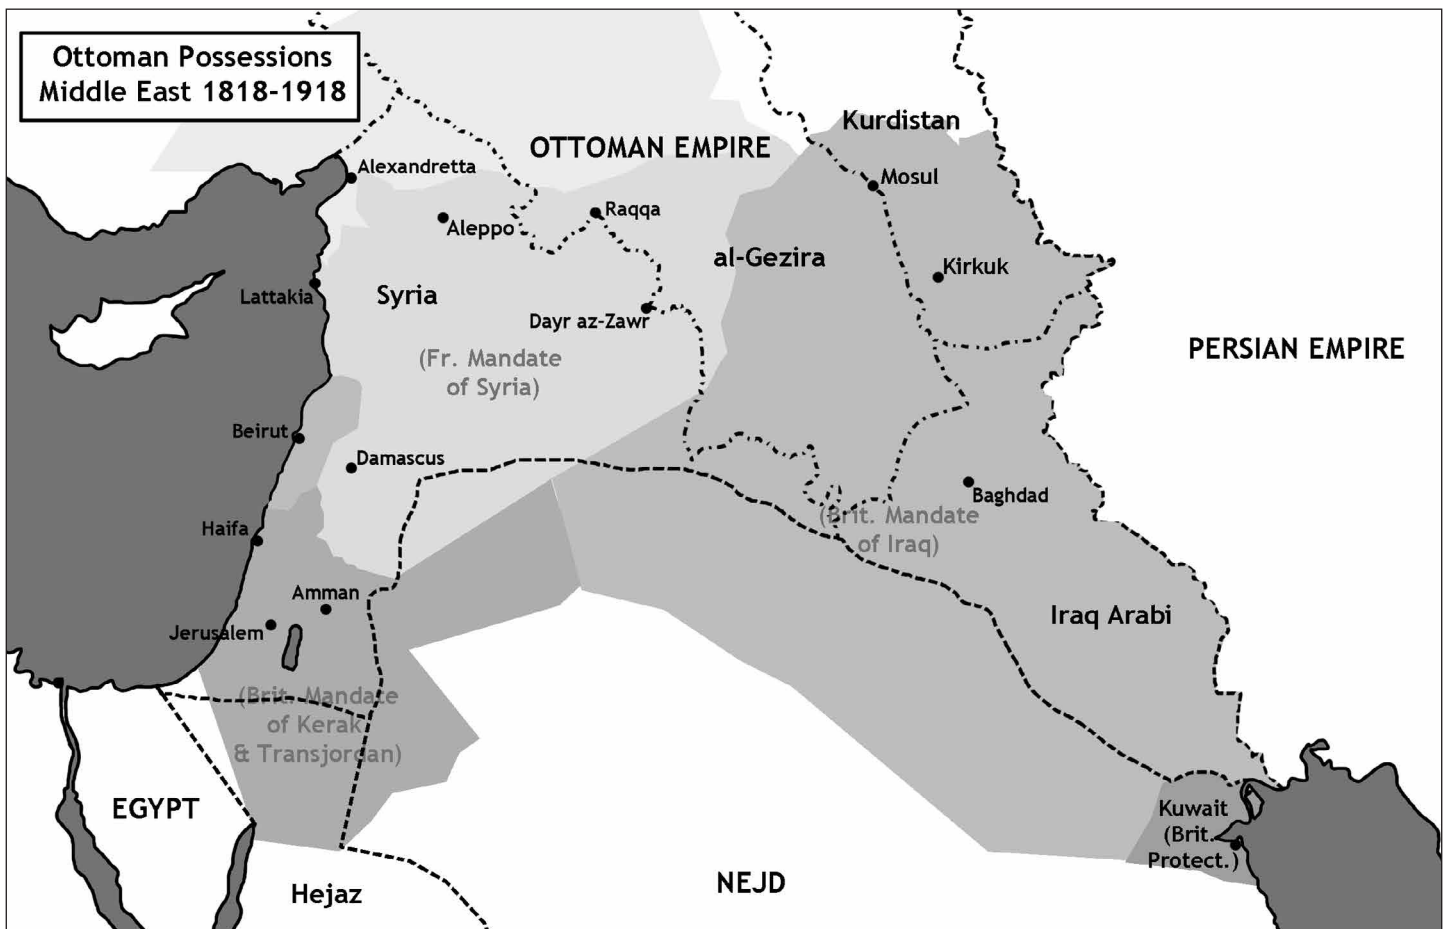 Ottoman Possessions
Middle East 1818-1918
Kurdistan
OTTOMAN EMPIRE
Alexandretta
Mosul
Raqqa
Aleppo
al-Gezira
Kirkuk
Lattakia
Syria
Dayr az-Zawr
PERSIAN EMPIRE
(Fr. Mandate
of Syria)
Beirut
Damascus
Baghdad
(Brit. Mandate
of Iraq)
Haifa
Amman
Iraq Arabi
Jerusalem
(Brit. Mandate
of Kerak
& Transjordan)
EGYPT
Kuwait
(Brit.
Protect.)
Hejaz
NEJD